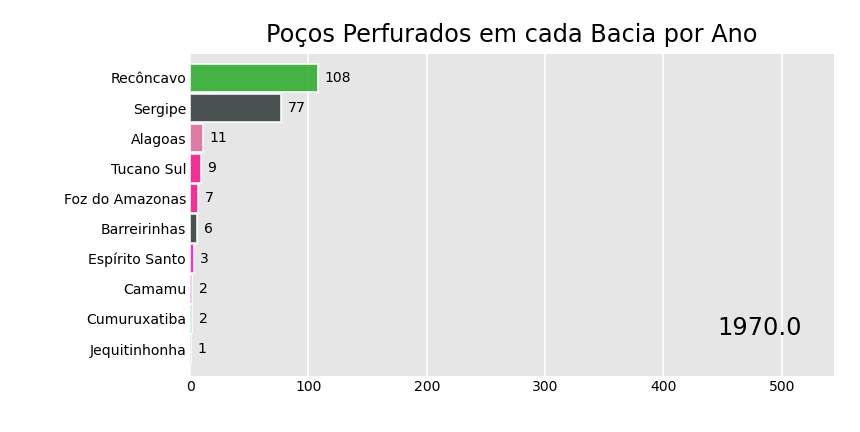 Poços Perfurados em cada Bacia por Ano
Recôncavo 108
Sergipe 77
Alagoas 11
Tucano Sul 9
Foz do Amazonas 7
Barreirinhas 6
Espírito Santo 3
Camamu 2
Cumuruxatiba 2
1970.0
Jequitinhonha 1
0 100 200 300 400 500